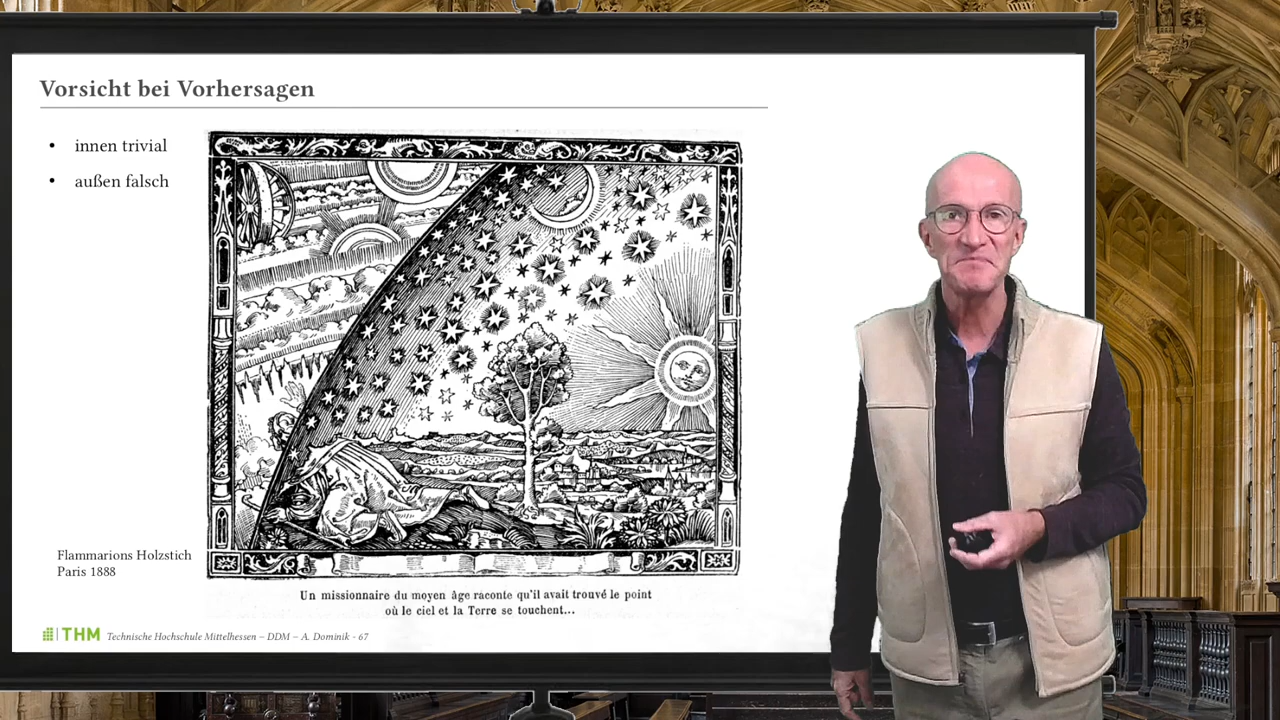 Vorsicht bei Vorhersagen
• innen trivial
• außen falsch
Flammarions Holzstich
Paris 1888
Un missionnaire du moyen âge raconte qu'il avait trouvé le point
où le ciel et la Terre se touchent...
THM Technische Hochschule Mittelhessen – DDM – A. Dominik - 67